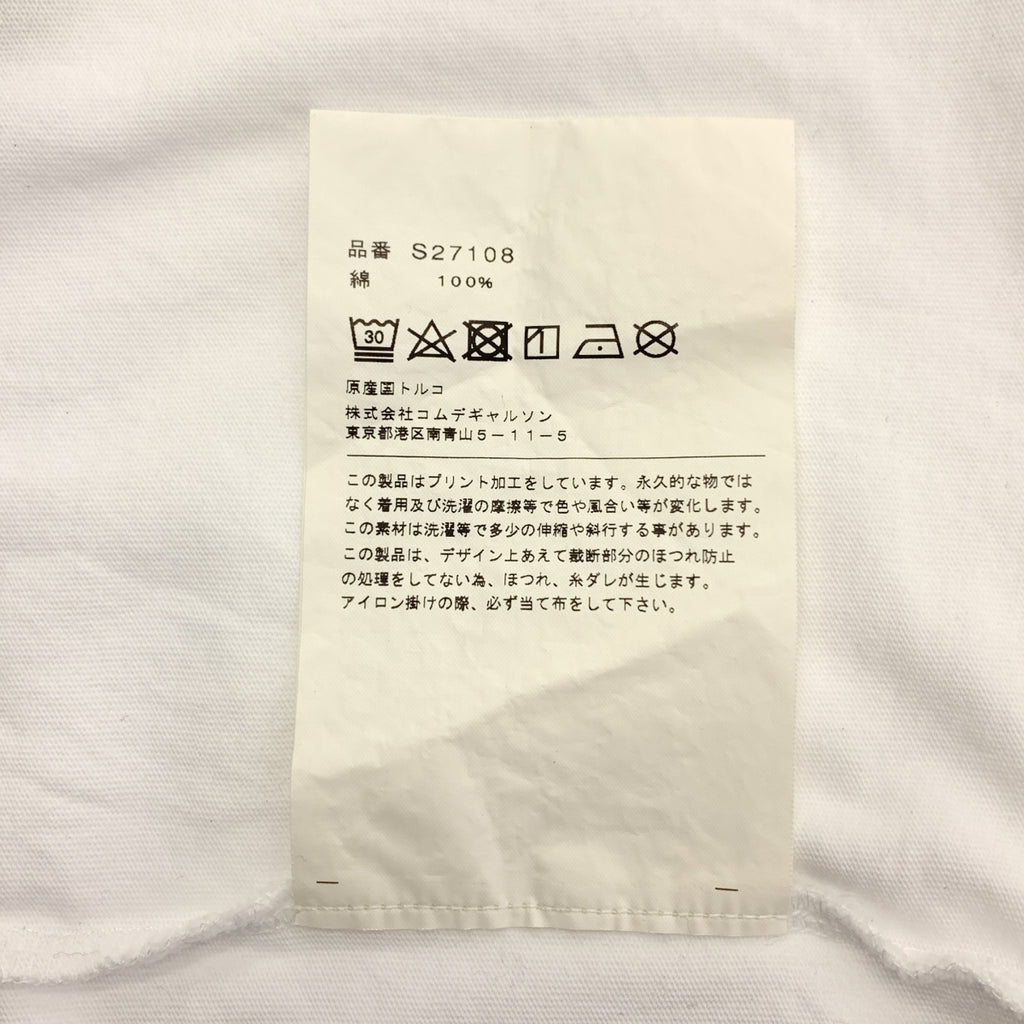 品番 S27108
綿 100%
30
原産国トルコ
株式会社コムデギャルソン
東京都港区南青山5-11-5
この製品はプリント加工をしています。永久的な物では
なく着用及び洗濯の摩擦等で色や風合い等が変化します。
この素材は洗濯等で多少の伸縮や斜行する事があります。
この製品は、デザイン上あえて裁断部分のほつれ防止
の処理をしてない為、ほつれ、糸ダレが生じます。
アイロン掛けの際、必ず当て布をして下さい。